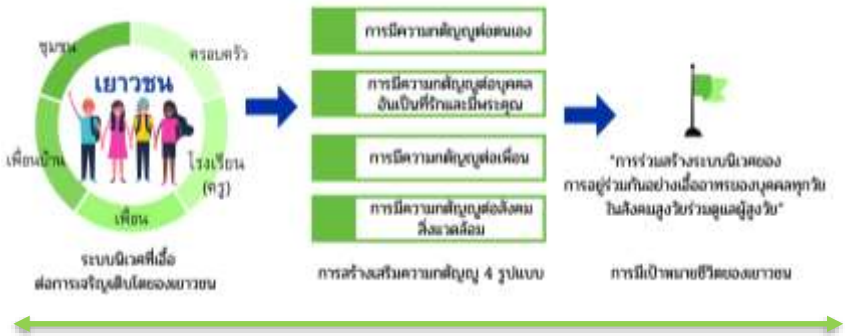 ชุมชน
ครอบครัว
เยาวชน
เพื่อนบ้าน
โรงเรียน
(ครู)
เพื่อน
ระบบนิเวศที่เอื้อ
ต่อการเจริญเติบโตของเยาวชน
การมีความกตัญญูต่อตนเอง
การมีความกตัญญูต่อบุคคล
อันเป็นที่รักและมีพระคุณ
การมีความกตัญญูต่อเพื่อน
การมีความกตัญญูต่อสังคม
สิ่งแวดล้อม
การสร้างเสริมความกตัญญู 4 รูปแบบ
"การร่วมสร้างระบบนิเวศของ
การอยู่ร่วมกันอย่างเอื้ออาทรของบุคคลทุกวัย
ในสังคมสูงวัยร่วมดูแลผู้สูงวัย"
การมีเป้าหมายชีวิตของเยาวชน